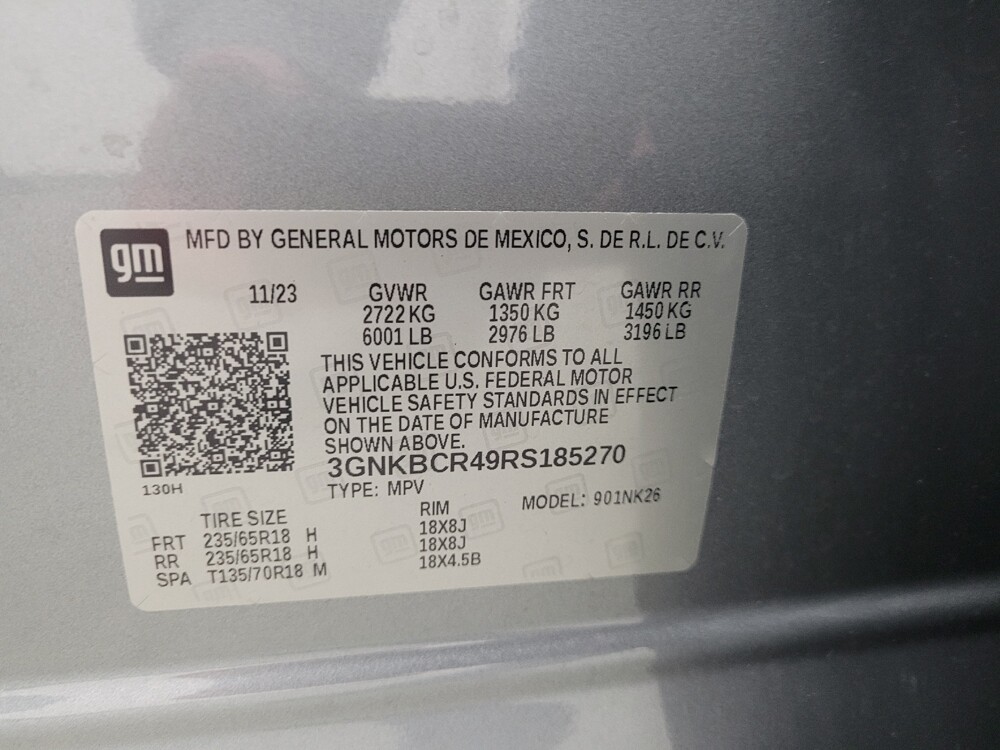 gm MFD BY GENERAL MOTORS DE MEXICO, S. DE R.L. DE C.V.
11/23 GVWR GAWR FRT GAWR RR
2722 KG 1350 KG 1450 KG
6001 LB 2976 LB 3196 LB
THIS VEHICLE CONFORMS TO ALL
APPLICABLE U.S. FEDERAL MOTOR
VEHICLE SAFETY STANDARDS IN EFFECT
ON THE DATE OF MANUFACTURE
SHOWN ABOVE.
3GNKBCR49RS185270
130H
TYPE: MPV MODEL: 901NK26
TIRE SIZE RIM
FRT 235/65R18 H 18X8J
RR 235/65R18 H 18X8J
SPA T135/70R18 M 18X4.5B